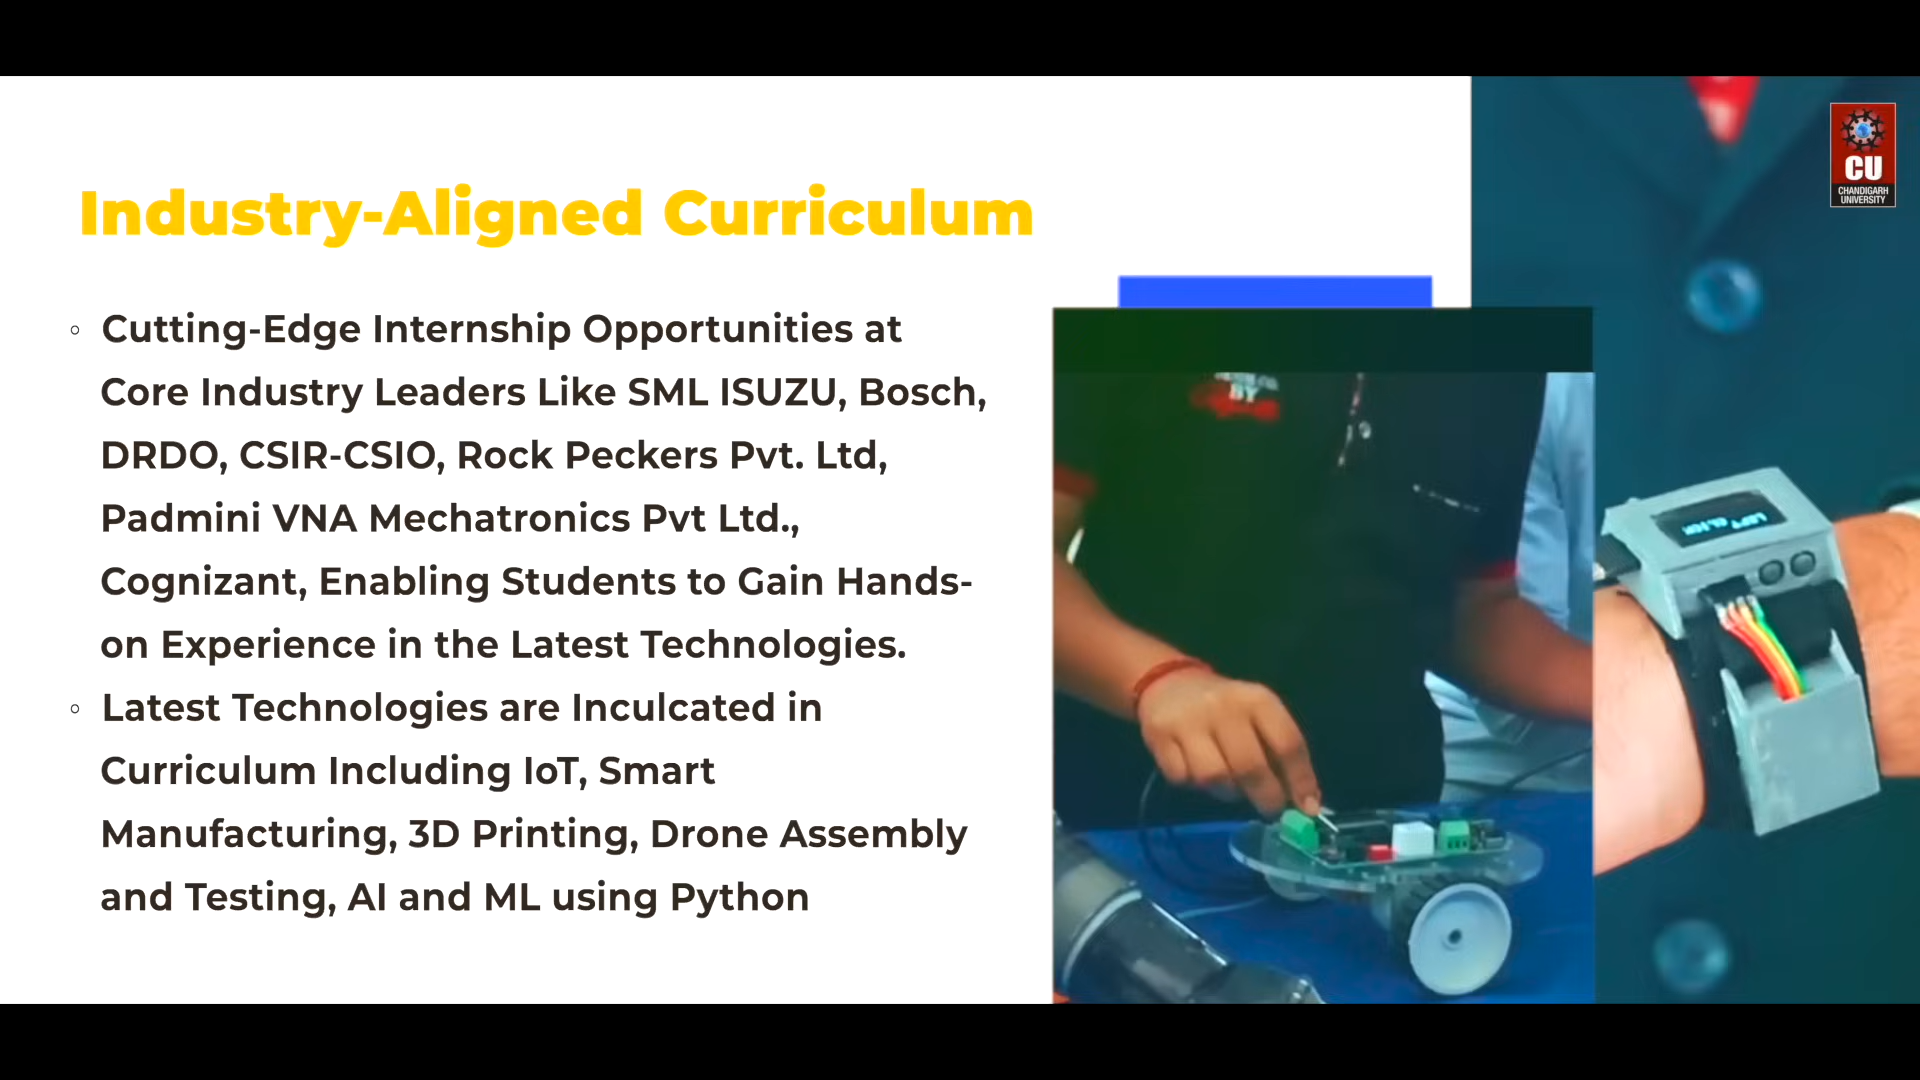 CU
CHANDIGARH
UNIVERSITY
Industry-Aligned Curriculum
◦ Cutting-Edge Internship Opportunities at
Core Industry Leaders Like SML ISUZU, Bosch,
DRDO, CSIR-CSIO, Rock Peckers Pvt. Ltd,
Padmini VNA Mechatronics Pvt Ltd.,
Cognizant, Enabling Students to Gain Hands-
on Experience in the Latest Technologies.
◦ Latest Technologies are Inculcated in
Curriculum Including IoT, Smart
Manufacturing, 3D Printing, Drone Assembly
and Testing, AI and ML using Python
BY